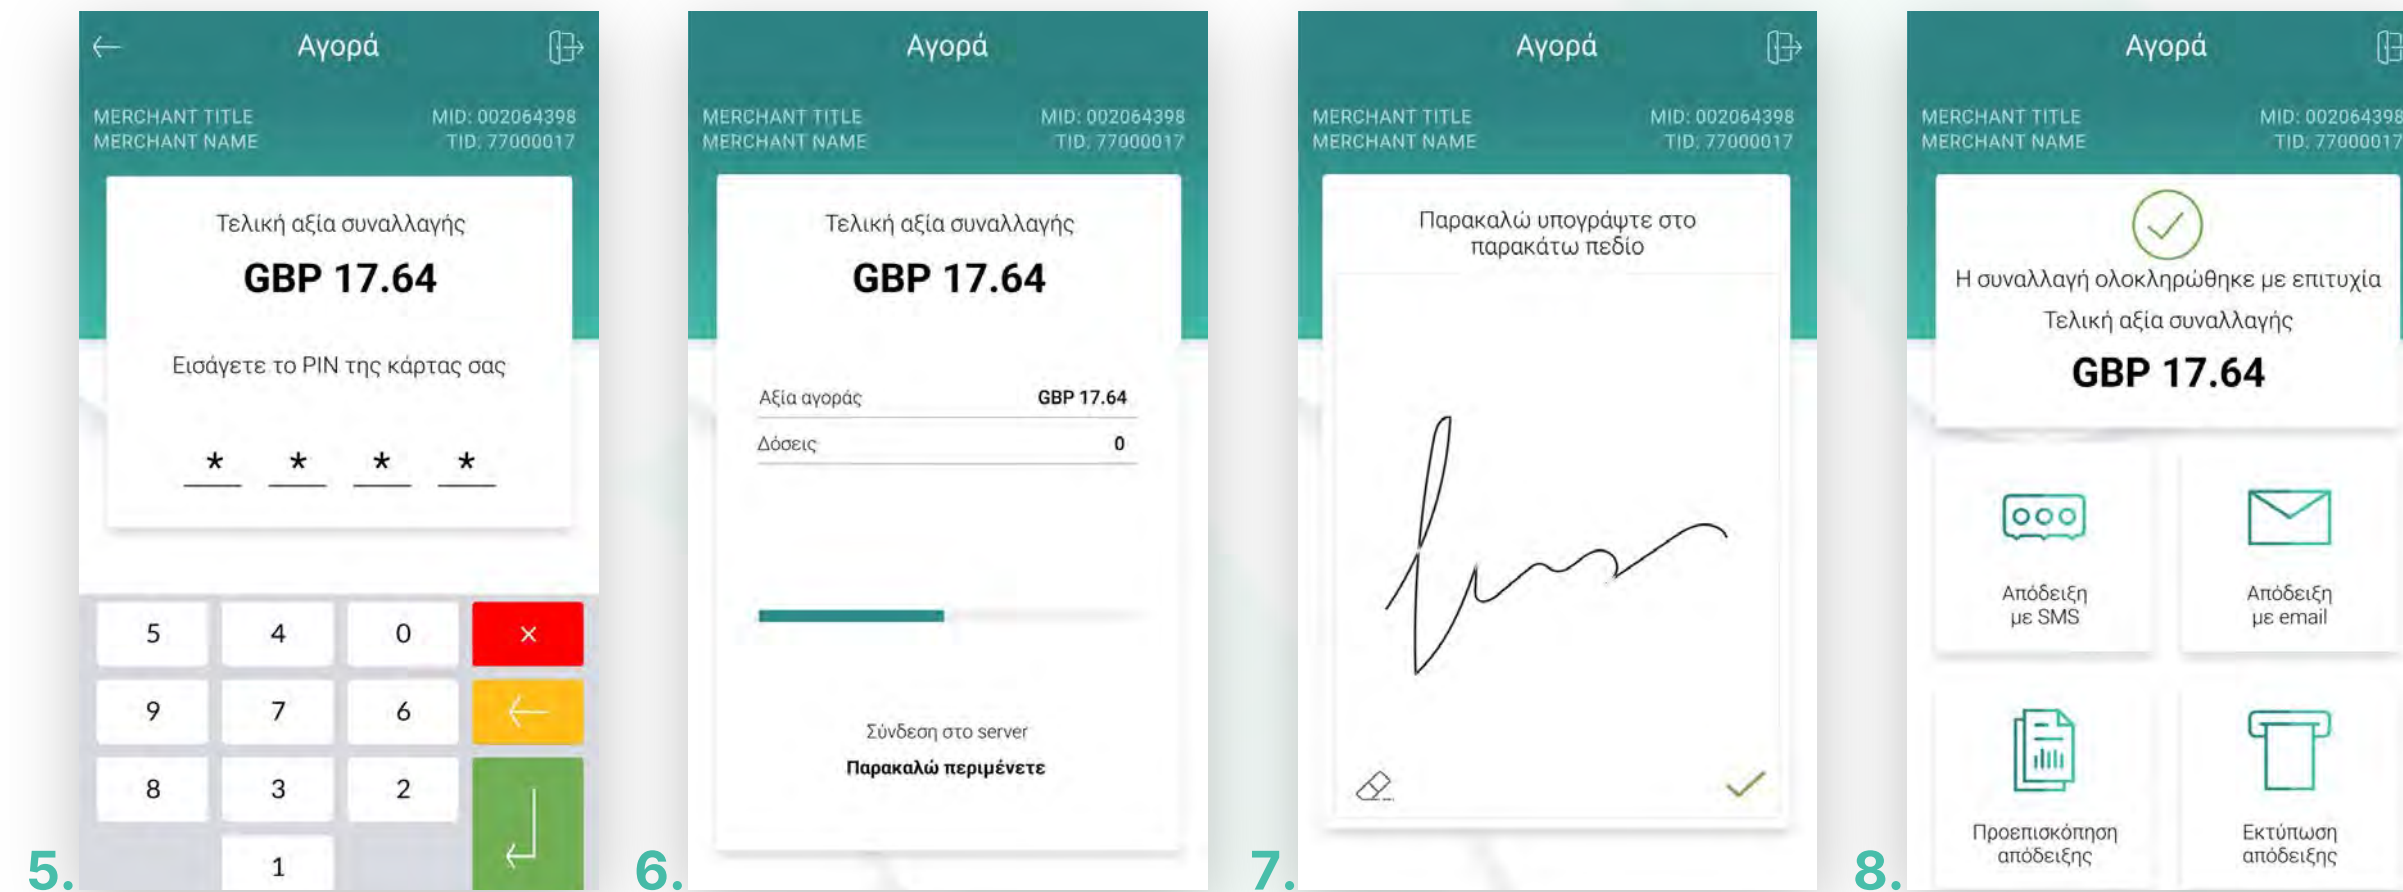 Αγορά
MERCHANT TITLE MID: 002064398
MERCHANT NAME TID: 77000017
Τελική αξία συναλλαγής
GBP 17.64
Εισάγετε το PIN της κάρτας σας
* * * *
5 4 0 ×
9 7 6
8 3 2
1
5.
Αγορά
MERCHANT TITLE MID: 002064398
MERCHANT NAME TID: 77000017
Τελική αξία συναλλαγής
GBP 17.64
Αξία αγοράς GBP 17.64
Δόσεις 0
Σύνδεση στο server
Παρακαλώ περιμένετε
6.
Αγορά
MERCHANT TITLE MID: 002064398
MERCHANT NAME TID: 77000017
Παρακαλώ υπογράψτε στο
παρακάτω πεδίο
7.
Αγορά
MERCHANT TITLE MID: 002064398
MERCHANT NAME TID: 77000017
Η συναλλαγή ολοκληρώθηκε με επιτυχία
Τελική αξία συναλλαγής
GBP 17.64
Απόδειξη
με SMS
Απόδειξη
με email
Προεπισκόπηση
απόδειξης
Εκτύπωση
απόδειξης
8.